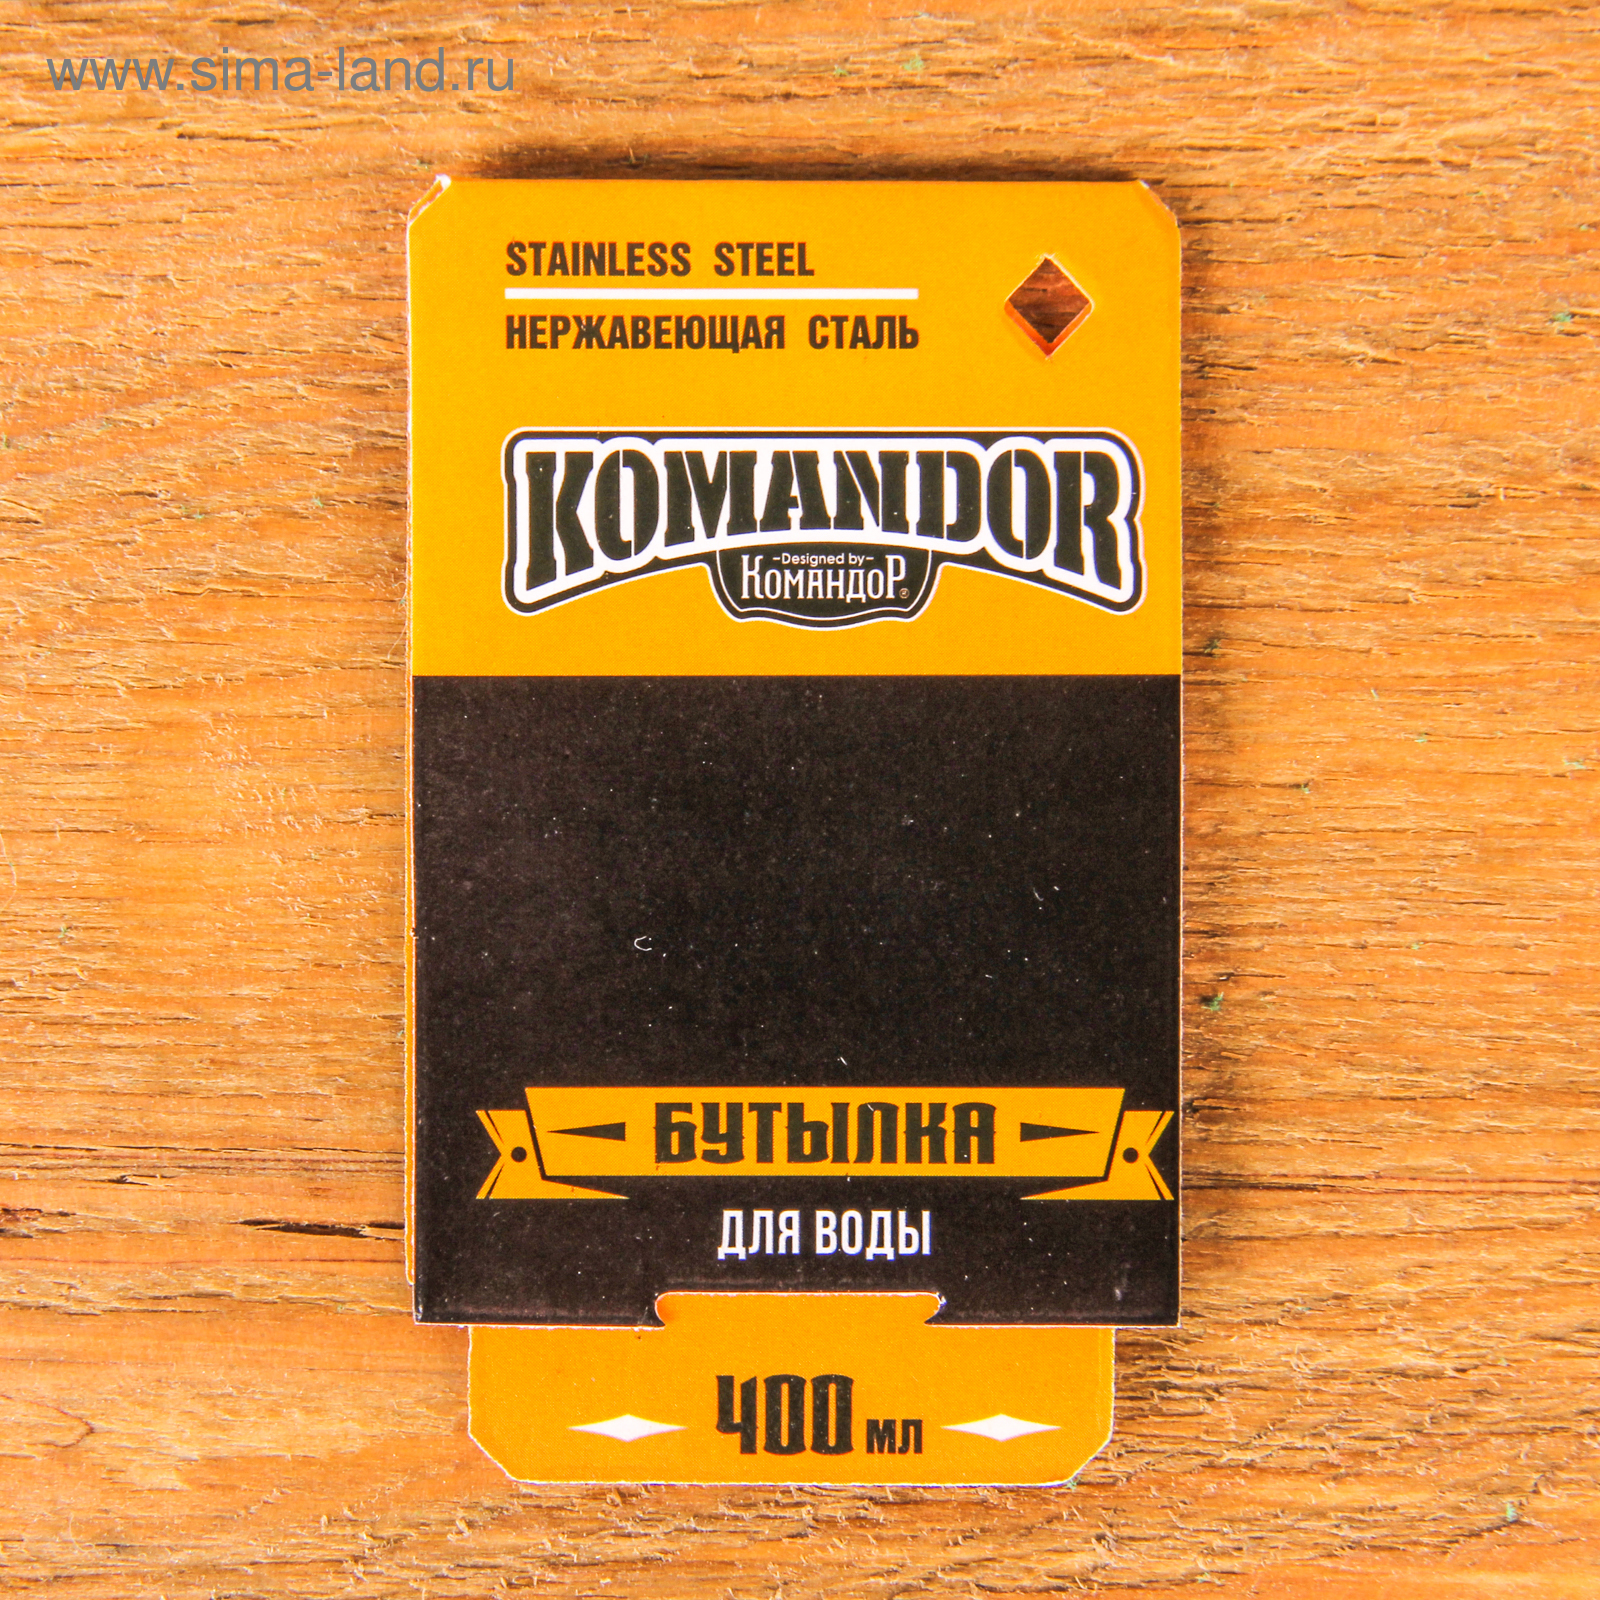 www.sima-land.ru
STAINLESS STEEL
НЕРЖАВЕЮЩАЯ СТАЛЬ
KOMANDOR
Designed by
КОМАНДОР®
БУТЫЛКА
ДЛЯ ВОДЫ
400 МЛ